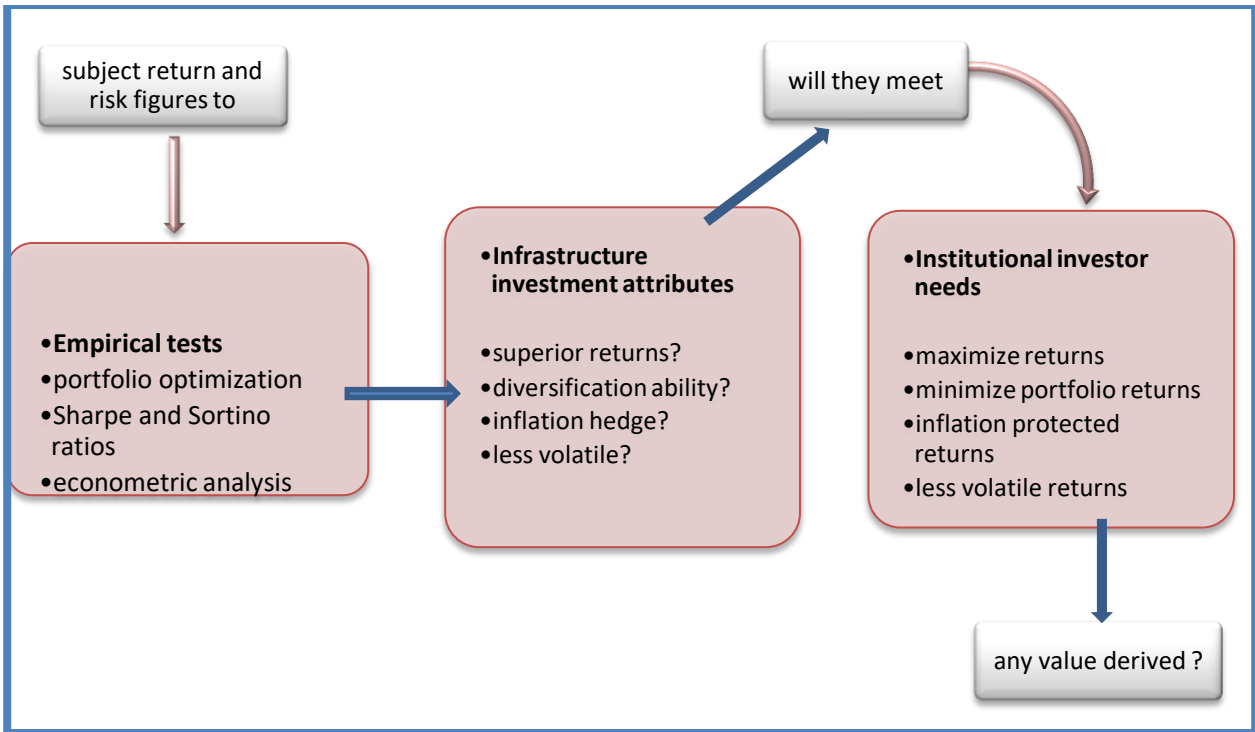 subject return and
risk figures to
•Empirical tests
•portfolio optimization
•Sharpe and Sortino
ratios
•econometric analysis
•Infrastructure
investment attributes
•superior returns?
•diversification ability?
•inflation hedge?
•less volatile?
will they meet
•Institutional investor
needs
•maximize returns
•minimize portfolio returns
•inflation protected
returns
•less volatile returns
any value derived ?